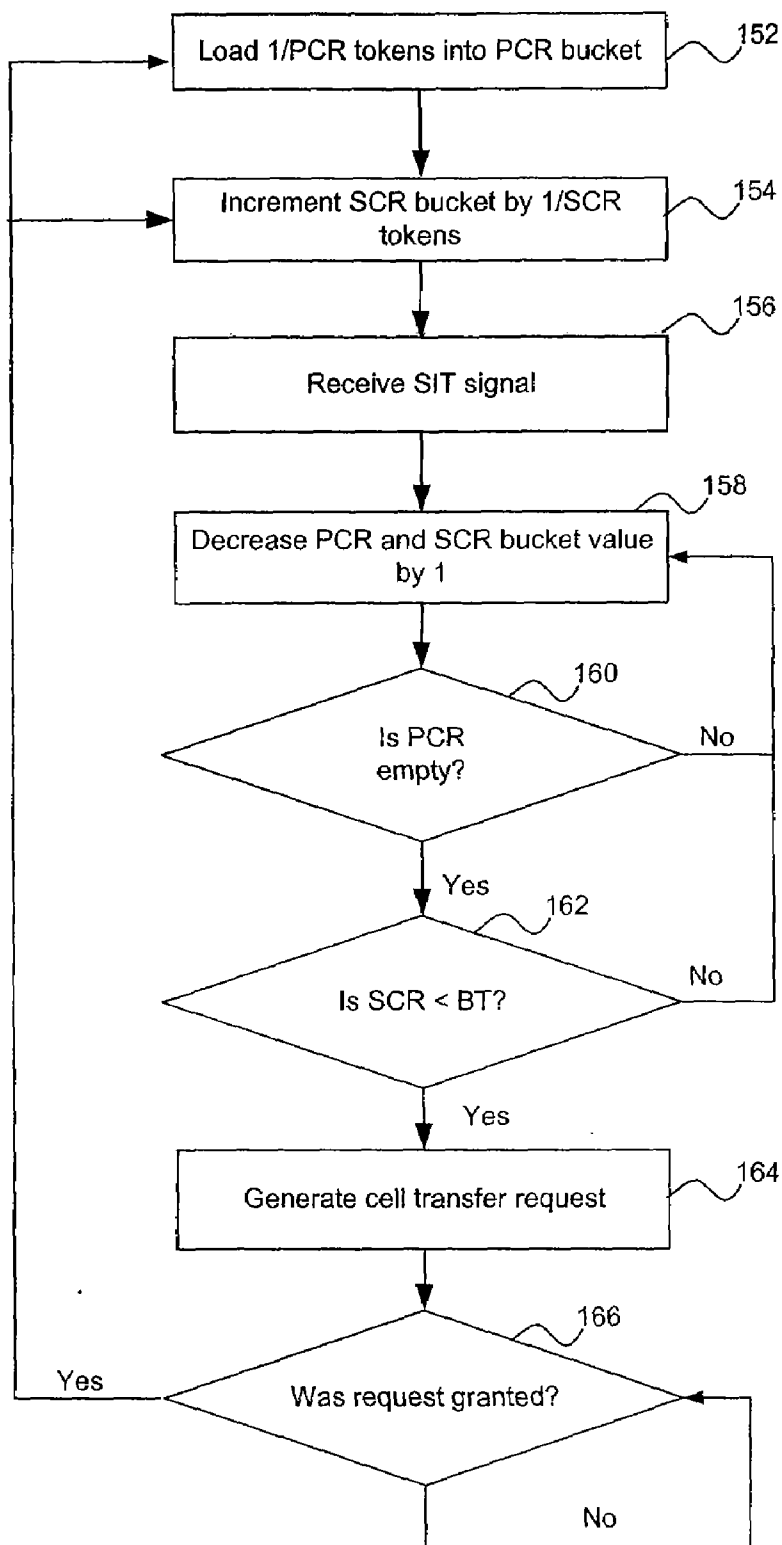 Load 1/PCR tokens into PCR bucket
152
Increment SCR bucket by 1/SCR
tokens
154
156
Receive SIT signal
158
Decrease PCR and SCR bucket value
by 1
160
Is PCR
empty?
No
Yes
162
Is SCR < BT?
No
Yes
Generate cell transfer request
164
166
Yes
Was request granted?
No